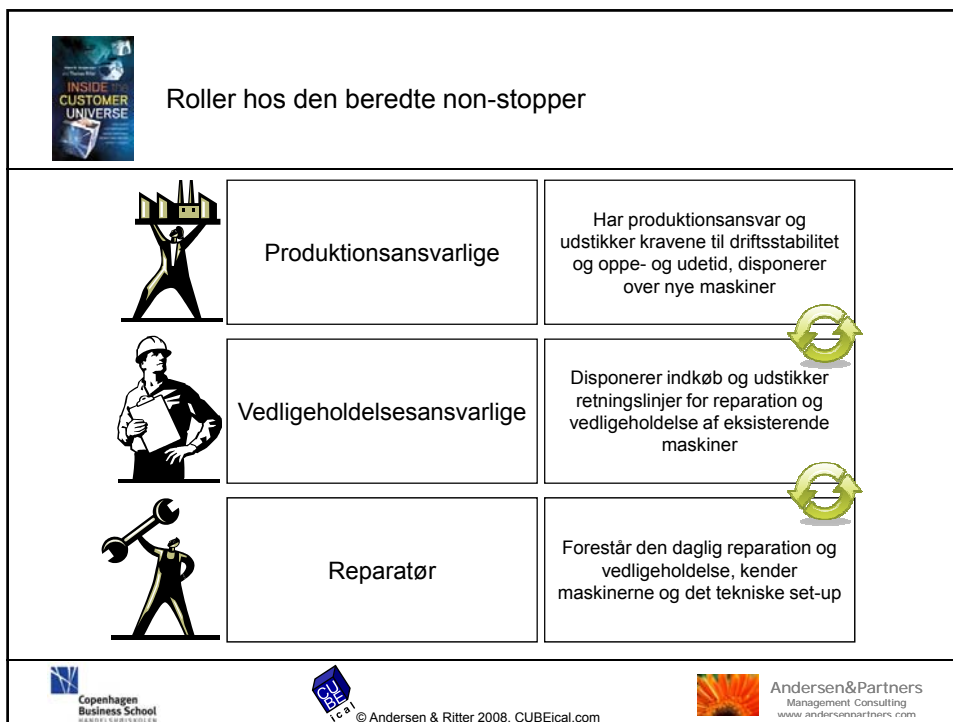 INSIDE the
CUSTOMER
UNIVERSE
Roller hos den beredte non-stopper
Produktionsansvarlige
Har produktionsansvar og
udstikker kravene til driftsstabilitet
og oppe- og udetid, disponerer
over nye maskiner
Vedligeholdelsesansvarlige
Disponerer indkøb og udstikker
retningslinjer for reparation og
vedligeholdelse af eksisterende
maskiner
Reparatør
Forestår den daglig reparation og
vedligeholdelse, kender
maskinerne og det tekniske set-up
Copenhagen
Business School
HANDELSHØJSKOLEN
CUBE
ical
© Andersen & Ritter 2008. CUBEical.com
Andersen&Partners
Management Consulting
www.andersenpartners.com